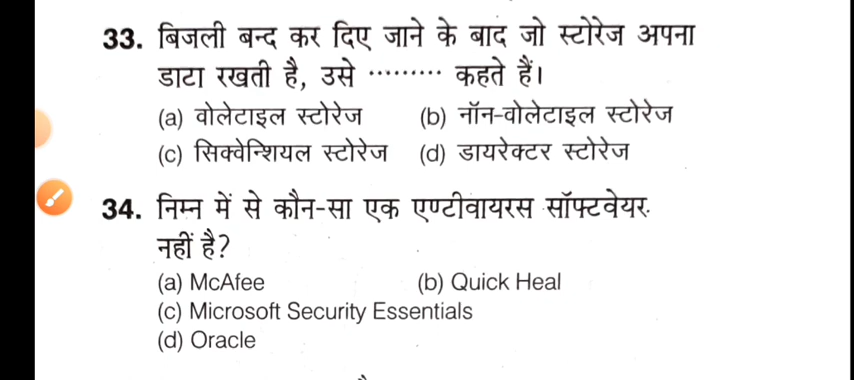 33. बिजली बन्द कर दिए जाने के बाद जो स्टोरेज अपना
डाटा रखती है, उसे ········· कहते हैं।
(a) वोलेटाइल स्टोरेज (b) नॉन-वोलेटाइल स्टोरेज
(c) सिक्वेन्शियल स्टोरेज (d) डायरेक्टर स्टोरेज
34. निम्न में से कौन-सा एक एण्टीवायरस सॉफ्टवेयर
नहीं है?
(a) McAfee (b) Quick Heal
(c) Microsoft Security Essentials
(d) Oracle